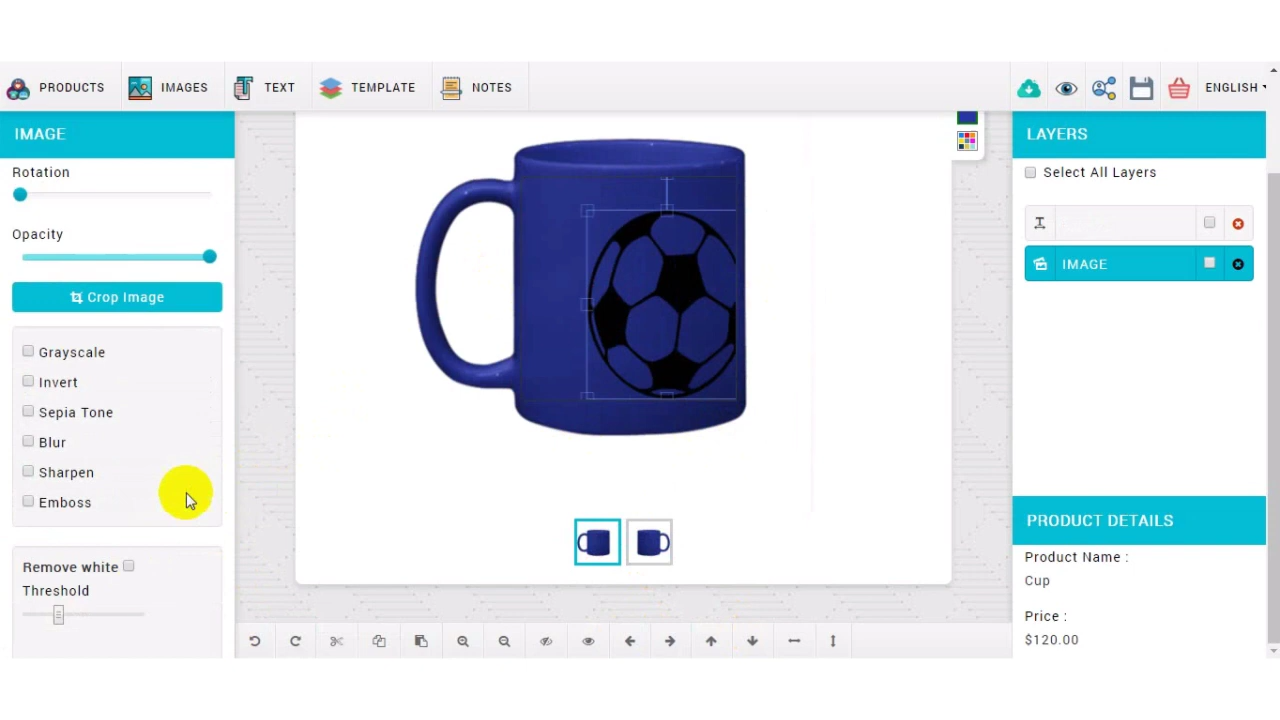 PRODUCTS IMAGES TEXT TEMPLATE NOTES ENGLISH
IMAGE
Rotation
Opacity
Crop Image
Grayscale
Invert
Sepia Tone
Blur
Sharpen
Emboss
Remove white
Threshold
LAYERS
Select All Layers
IMAGE
PRODUCT DETAILS
Product Name :
Cup
Price :
$120.00